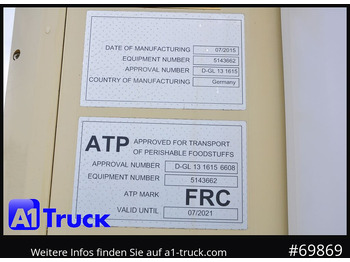 DATE OF MANUFACTURING 07/2015
EQUIPMENT NUMBER 5143662
APPROVAL NUMBER D-GL 13 1615
COUNTRY OF MANUFACTURING Germany
ATP APPROVED FOR TRANSPORT
OF PERISHABLE FOODSTUFFS
APPROVAL NUMBER D-GL 13 1615 6608
EQUIPMENT NUMBER 5143662
ATP MARK FRC
VALID UNTIL 07/2021
A1 Truck
Weitere Infos finden Sie auf a1-truck.com
#69869